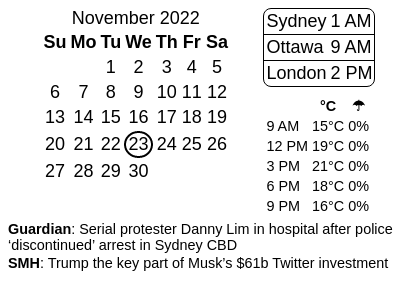 November 2022
Su Mo Tu We Th Fr Sa
1 2 3 4 5
6 7 8 9 10 11 12
13 14 15 16 17 18 19
20 21 22 23 24 25 26
27 28 29 30
Sydney 1 AM
Ottawa 9 AM
London 2 PM
°C ☂
9 AM 15°C 0%
12 PM 19°C 0%
3 PM 21°C 0%
6 PM 18°C 0%
9 PM 16°C 0%
Guardian: Serial protester Danny Lim in hospital after police
‘discontinued’ arrest in Sydney CBD
SMH: Trump the key part of Musk’s $61b Twitter investment